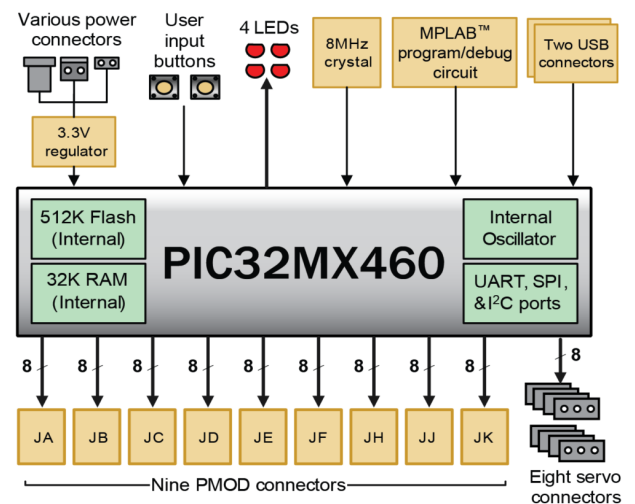 Various power
connectors
User
input
buttons
4 LEDs
8MHz
crystal
MPLAB™
program/debug
circuit
Two USB
connectors
3.3V
regulator
512K Flash
(Internal)
32K RAM
(Internal)
PIC32MX460
Internal
Oscillator
UART, SPI,
&I²C ports
8 8 8 8 8 8 8 8 8 8
JA JB JC JD JE JF JH JJ JK
Nine PMOD connectors
Eight servo
connectors